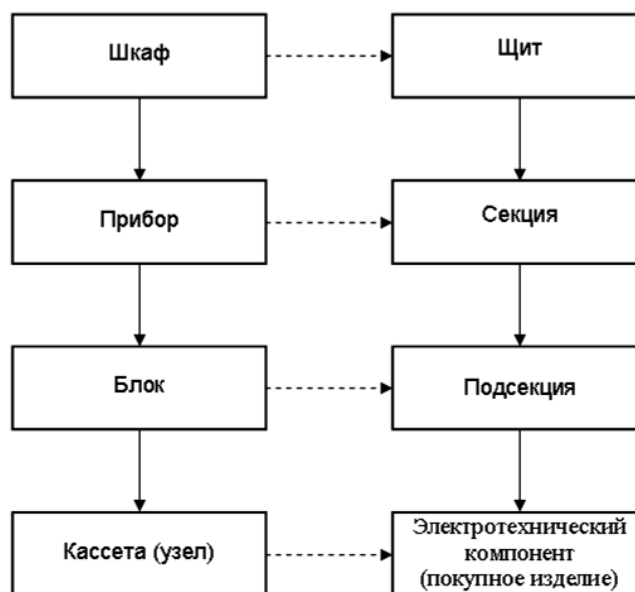 Шкаф
Щит
Прибор
Секция
Блок
Подсекция
Кассета (узел)
Электротехнический
компонент
(покупное изделие)